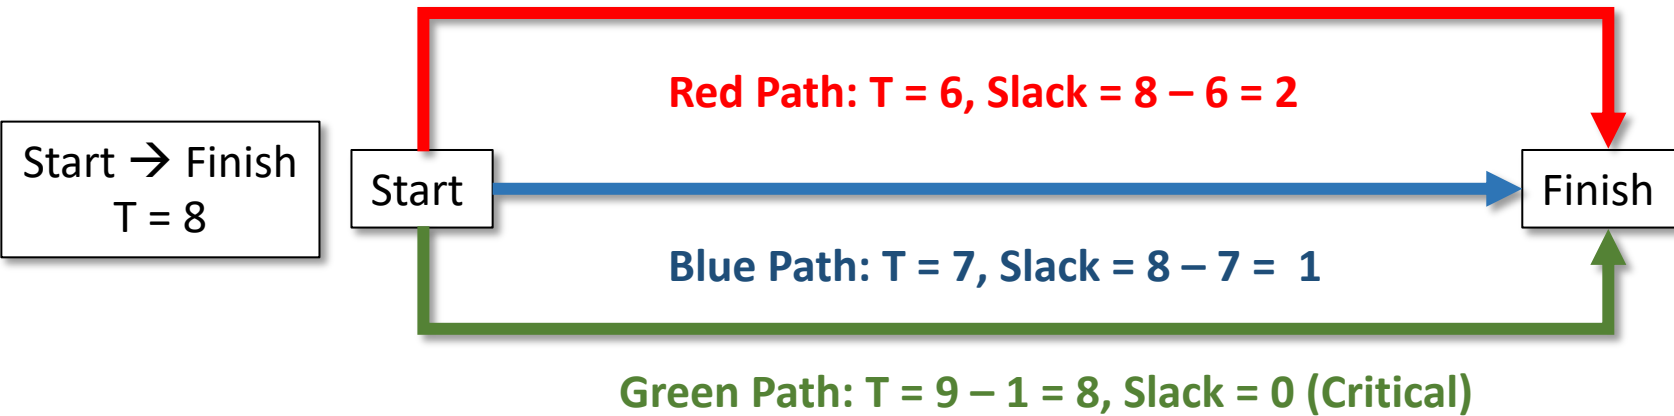 Red Path: T = 6, Slack = 8 – 6 = 2
Start → Finish
T = 8
Start
Finish
Blue Path: T = 7, Slack = 8 – 7 =  1
Green Path: T = 9 – 1 = 8, Slack = 0 (Critical)